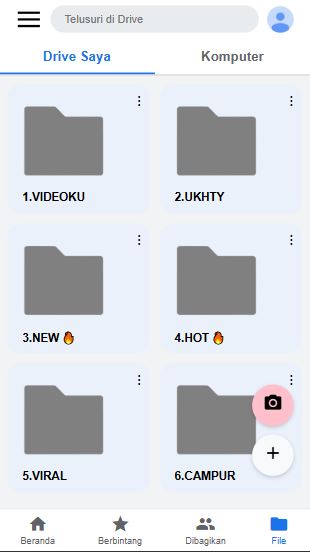 Telusuri di Drive
Drive Saya
Komputer
1.VIDEOKU
2.UKHTY
3.NEW 🔥
4.HOT 🔥
5.VIRAL
6.CAMPUR
Beranda
Berbintang
Dibagikan
File